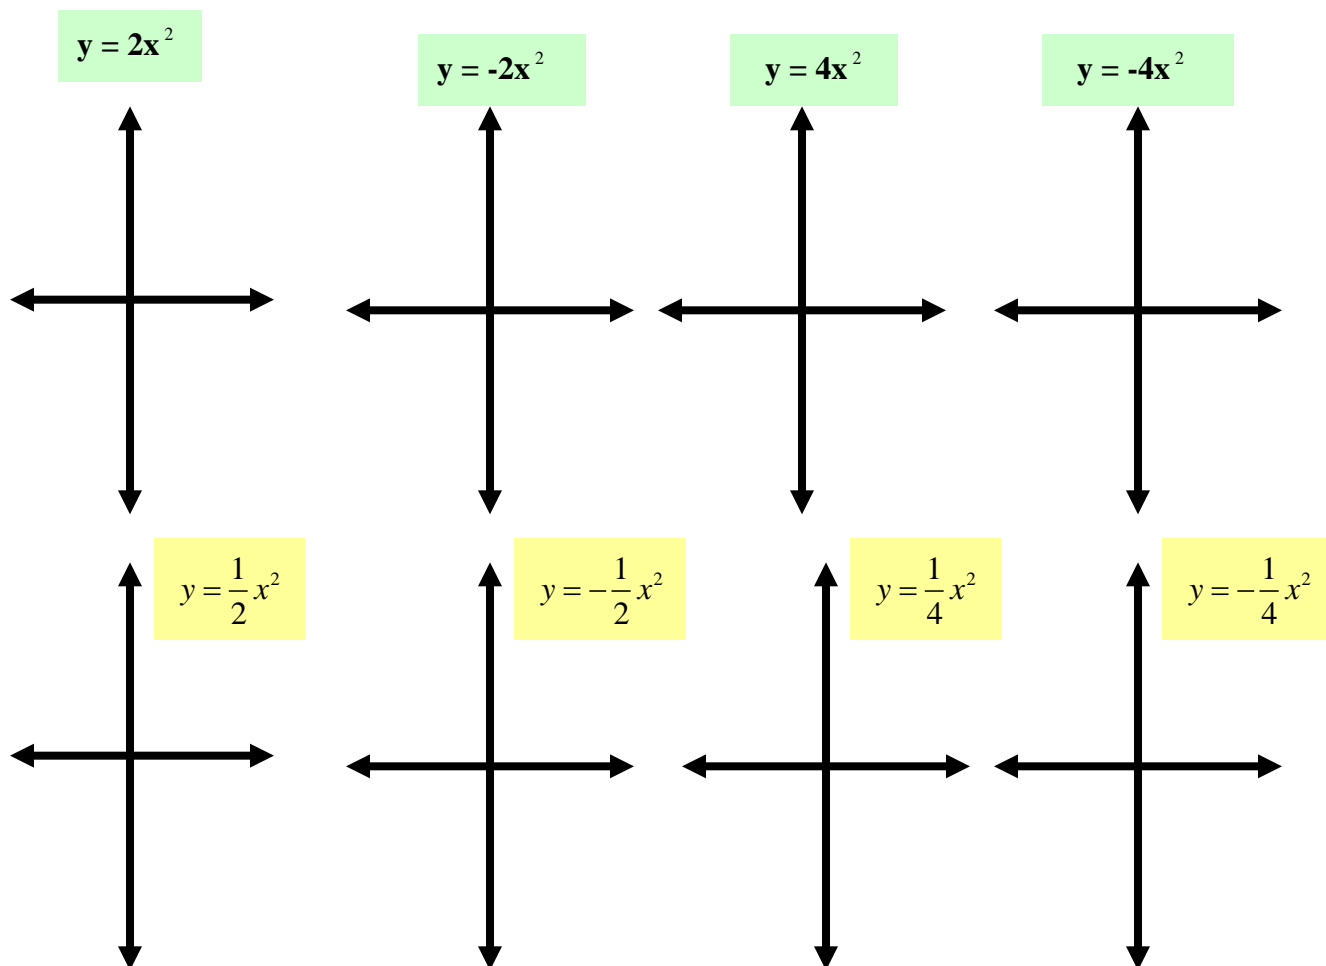 y = 2x²
y = -2x²
y = 4x²
y = -4x²
y = 1/2 x²
y = -1/2 x²
y = 1/4 x²
y = -1/4 x²